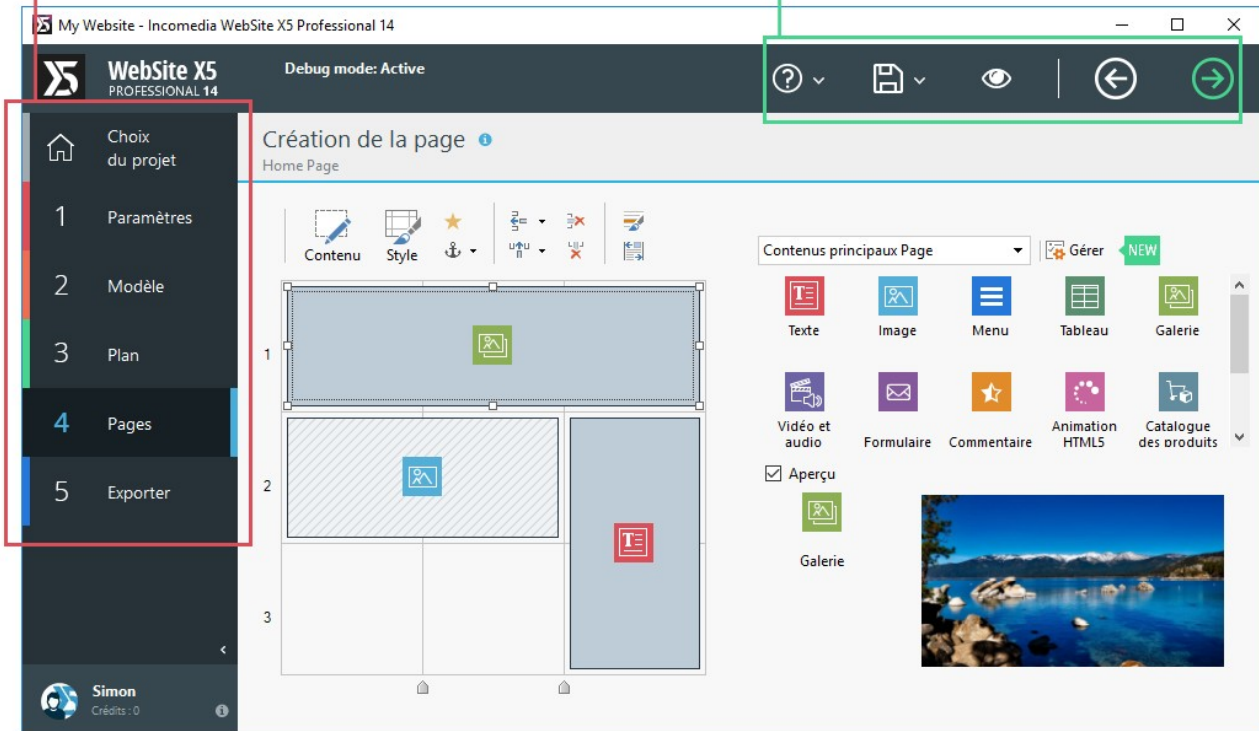 My Website - Incomedia WebSite X5 Professional 14
WebSite X5
PROFESSIONAL 14
Debug mode: Active
Choix
du projet
1 Paramètres
2 Modèle
3 Plan
4 Pages
5 Exporter
Simon
Crédits : 0
Création de la page
Home Page
Contenu Style
1
2
3
Contenus principaux Page Gérer NEW
Texte Image Menu Tableau Galerie
Vidéo et
audio Formulaire Commentaire Animation
HTML5 Catalogue
des produits
Aperçu
Galerie